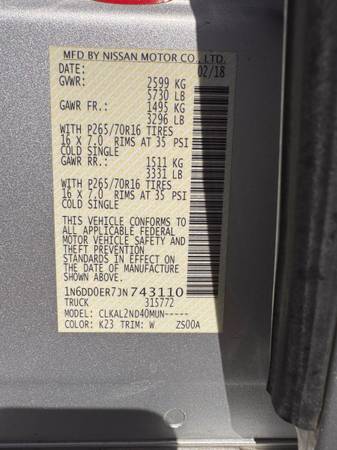 MFD BY NISSAN MOTOR CO., LTD.
DATE: 02/18
GVWR: 2599 KG
5730 LB
GAWR FR: 1495 KG
3296 LB
WITH P265/70R16 TIRES
16 X 7.0 RIMS AT 35 PSI
COLD SINGLE
GAWR RR: 1511 KG
3331 LB
WITH P265/70R16 TIRES
16 X 7.0 RIMS AT 35 PSI
COLD SINGLE
THIS VEHICLE CONFORMS TO
ALL APPLICABLE FEDERAL
MOTOR VEHICLE SAFETY AND
THEFT PREVENTION
STANDARDS IN EFFECT ON
THE DATE OF MANUFACTURE
SHOWN ABOVE.
1N6DD0ER7JN743110
TRUCK 315772
MODEL: CLKAL2ND40MUN-----
COLOR: K23 TRIM: W ZS00A